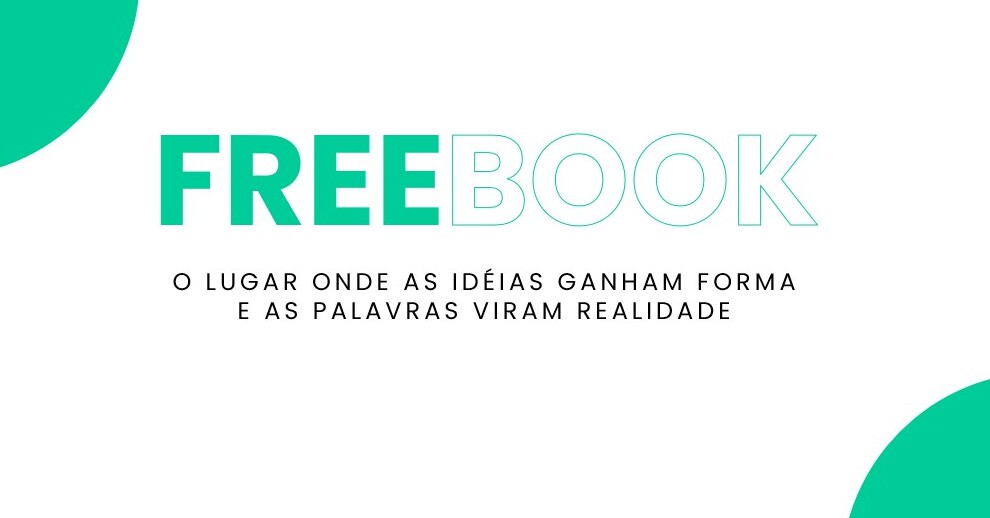 FREEBOOK
O LUGAR ONDE AS IDÉIAS GANHAM FORMA
E AS PALAVRAS VIRAM REALIDADE